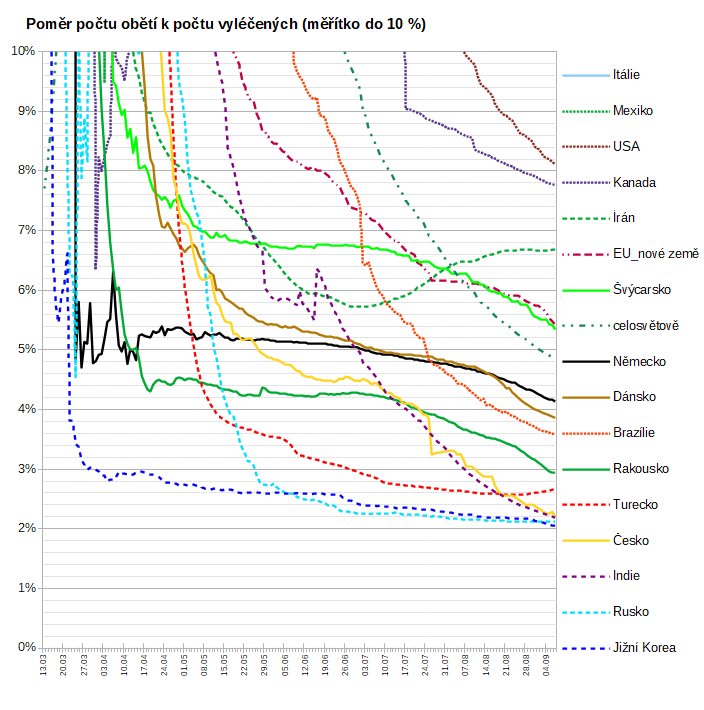 Poměr počtu obětí k počtu vyléčených (měřítko do 10 %)
10%
9%
8%
7%
6%
5%
4%
3%
2%
1%
0%
13.03
20.03
27.03
03.04
10.04
17.04
24.04
01.05
08.05
15.05
22.05
29.05
05.06
12.06
19.06
26.06
03.07
10.07
17.07
24.07
31.07
07.08
14.08
21.08
28.08
04.09
Itálie
Mexiko
USA
Kanada
Írán
EU_nové země
Švýcarsko
celosvětově
Německo
Dánsko
Brazílie
Rakousko
Turecko
Česko
Indie
Rusko
Jižní Korea